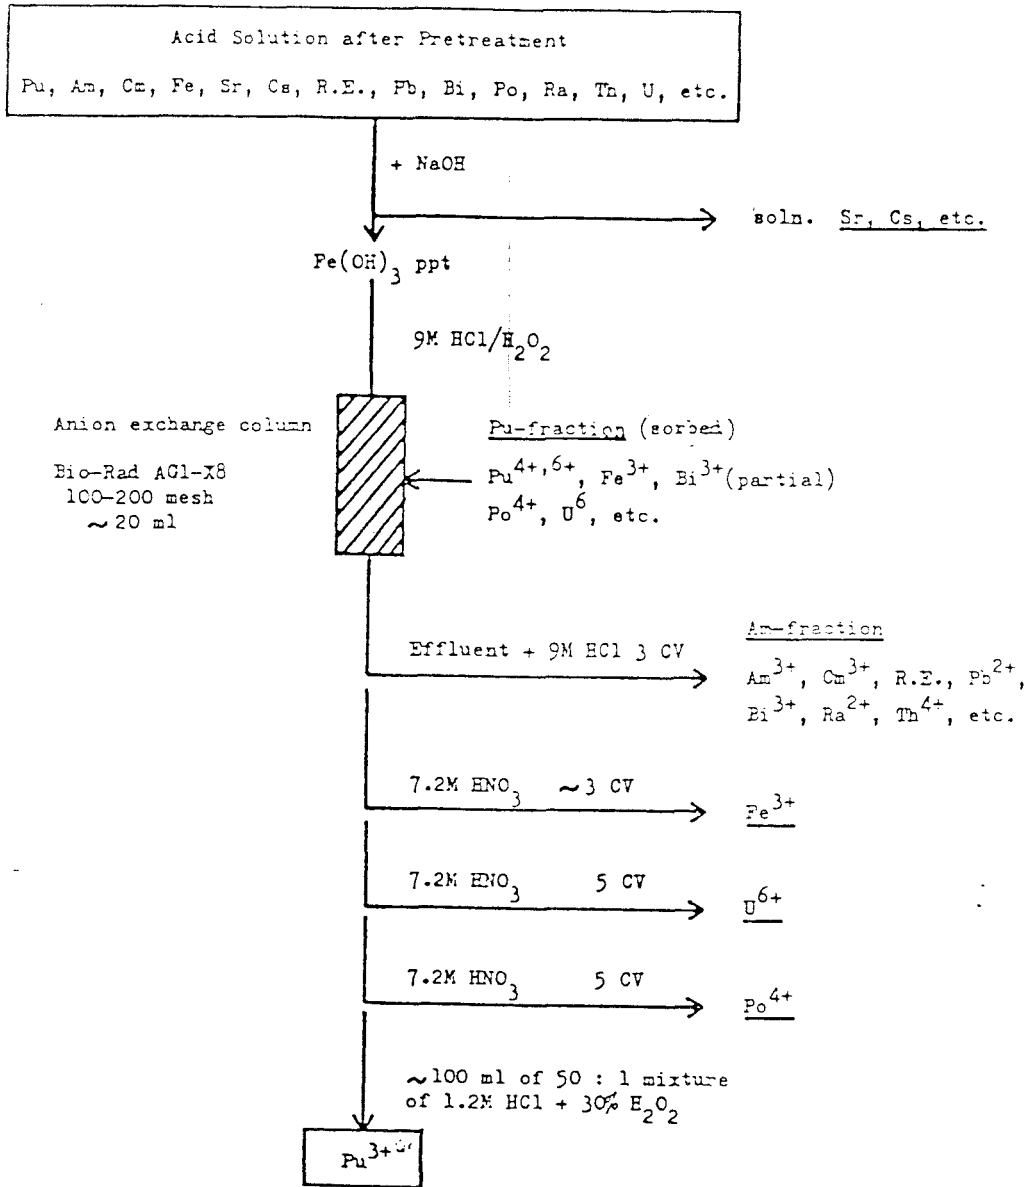 Acid Solution after Pretreatment
Pu, Am, Cm, Fe, Sr, Cs, R.E., Pb, Bi, Po, Ra, Th, U, etc.
+ NaOH
soln. Sr, Cs, etc.
Fe(OH)3 ppt
9M HCl/H2O2
Anion exchange column
Bio-Rad AG1-X8
100-200 mesh
~ 20 ml
Pu-fraction (sorbed)
Pu4+,6+, Fe3+, Bi3+(partial)
Po4+, U6, etc.
Effluent + 9M HCl 3 CV
Am-fraction
Am3+, Cm3+, R.E., Pb2+,
Bi3+, Ra2+, Th4+, etc.
7.2M HNO3 ~3 CV
Fe3+
7.2M HNO3 5 CV
U6+
7.2M HNO3 5 CV
Po4+
~100 ml of 50 : 1 mixture
of 1.2M HCl + 30% H2O2
Pu3+